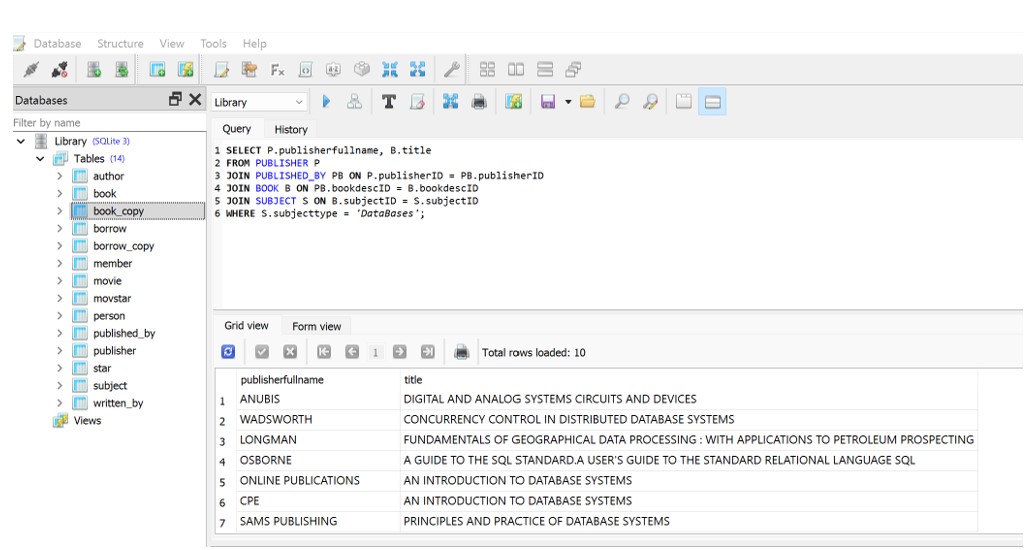 Database Structure View Tools Help
Databases
Filter by name
Library (SQLite 3)
Tables (14)
author
book
book_copy
borrow
borrow_copy
member
movie
movstar
person
published_by
publisher
star
subject
written_by
Views
Library
Query History
1 SELECT P.publisherfullname, B.title
2 FROM PUBLISHER P
3 JOIN PUBLISHED_BY PB ON P.publisherID = PB.publisherID
4 JOIN BOOK B ON PB.bookdescID = B.bookdescID
5 JOIN SUBJECT S ON B.subjectID = S.subjectID
6 WHERE S.subjecttype = 'DataBases';
Grid view Form view
1 Total rows loaded: 10
publisherfullname title
1 ANUBIS DIGITAL AND ANALOG SYSTEMS CIRCUITS AND DEVICES
2 WADSWORTH CONCURRENCY CONTROL IN DISTRIBUTED DATABASE SYSTEMS
3 LONGMAN FUNDAMENTALS OF GEOGRAPHICAL DATA PROCESSING : WITH APPLICATIONS TO PETROLEUM PROSPECTING
4 OSBORNE A GUIDE TO THE SQL STANDARD.A USER'S GUIDE TO THE STANDARD RELATIONAL LANGUAGE SQL
5 ONLINE PUBLICATIONS AN INTRODUCTION TO DATABASE SYSTEMS
6 CPE AN INTRODUCTION TO DATABASE SYSTEMS
7 SAMS PUBLISHING PRINCIPLES AND PRACTICE OF DATABASE SYSTEMS